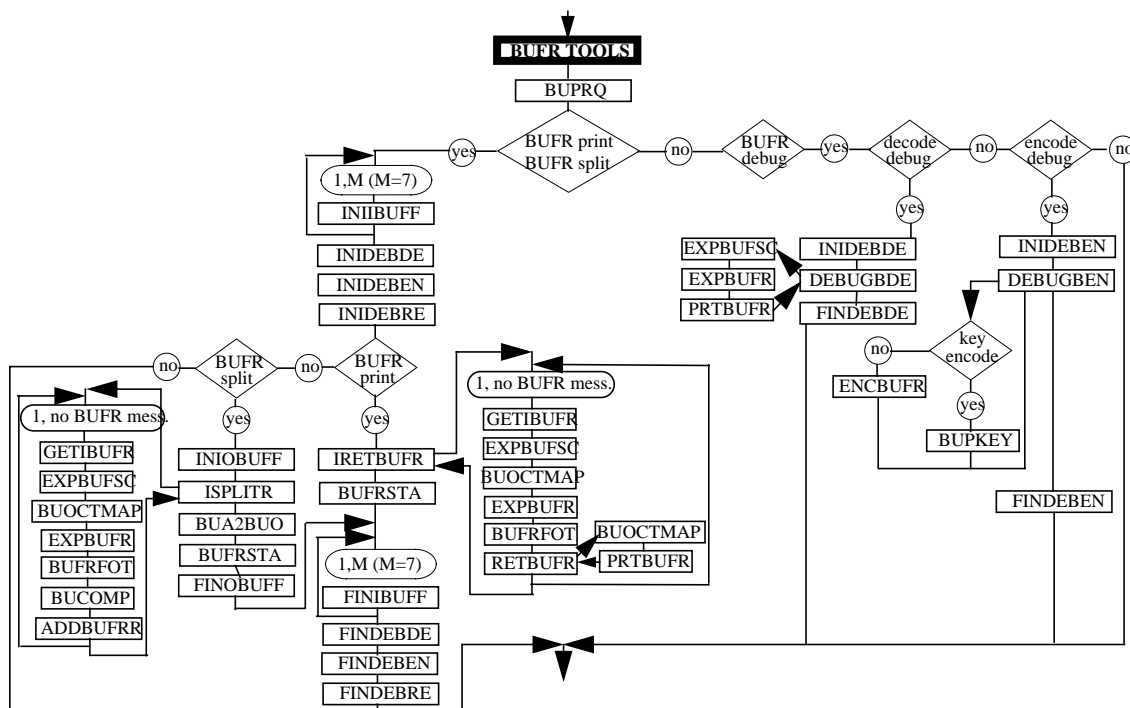 BUFR TOOLS
BUPRQ
BUFR print
BUFR split
yes
no
BUFR
debug
yes
decode
debug
no
encode
debug
no
1,M (M=7)
INIIBUFF
INIDEBDE
INIDEBEN
INIDEBRE
yes
yes
EXPBUFSC
EXPBUFR
PRTBUFR
INIDEBDE
DEBUGBDE
FINDEBDE
INIDEBEN
DEBUGBEN
key
encode
no
ENCBUFR
yes
BUPKEY
FINDEBEN
no
BUFR
split
no
BUFR
print
yes
yes
1, no BUFR mess.
GETIBUFR
EXPBUFSC
BUOCTMAP
EXPBUFR
BUFRFOT
BUCOMP
ADDBUFRR
INIOBUFF
ISPLITR
BUA2BUO
BUFRSTA
FINOBUFF
IRETBUFR
BUFRSTA
1,M (M=7)
FINIBUFF
FINDEBDE
FINDEBEN
FINDEBRE
1, no BUFR mess.
GETIBUFR
EXPBUFSC
BUOCTMAP
EXPBUFR
BUFRFOT
RETBUFR
BUOCTMAP
PRTBUFR